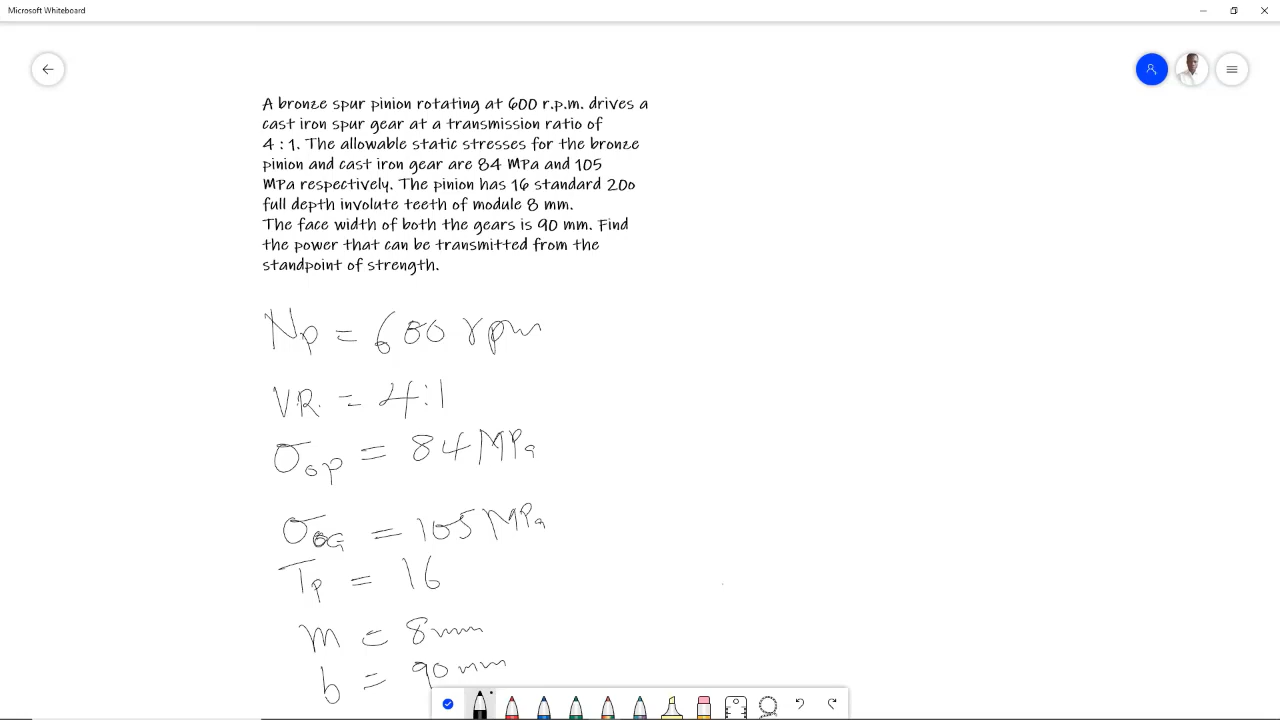 Microsoft Whiteboard
A bronze spur pinion rotating at 600 r.p.m. drives a
cast iron spur gear at a transmission ratio of
4 : 1. The allowable static stresses for the bronze
pinion and cast iron gear are 84 MPa and 105
MPa respectively. The pinion has 16 standard 20o
full depth involute teeth of module 8 mm.
The face width of both the gears is 90 mm. Find
the power that can be transmitted from the
standpoint of strength.
Np = 600 rpm
V.R. = 4:1
σop = 84 MPa
σOG = 105 MPa
Tp = 16
m = 8mm
b = 90 mm